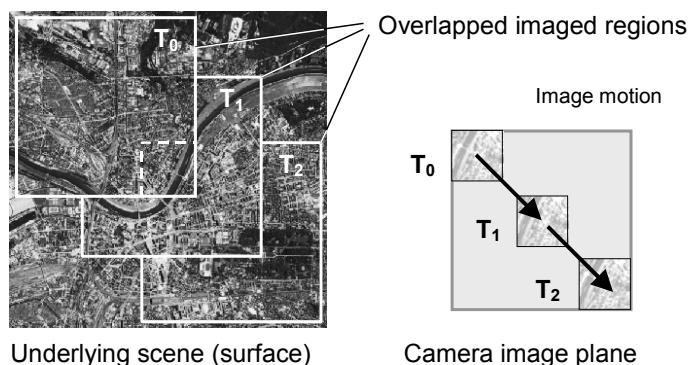 Overlapped imaged regions
T0
T1
T2
Image motion
T0
T1
T2
Underlying scene (surface)
Camera image plane